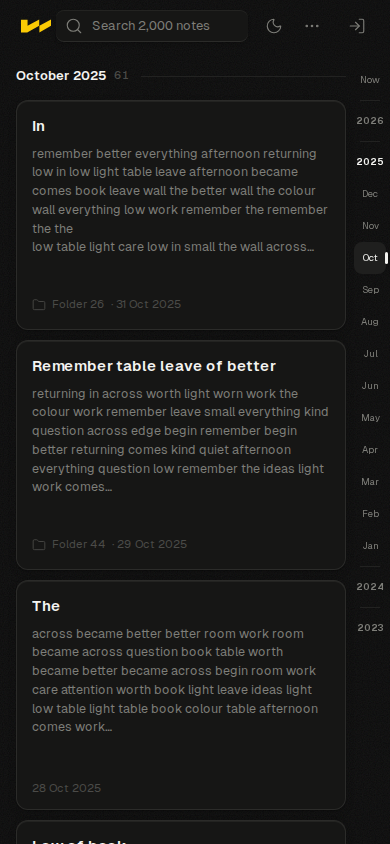 Search 2,000 notes
October 2025 61
In
remember better everything afternoon returning
low in low light table leave afternoon became
comes book leave wall the better wall the colour
wall everything low work remember the remember
the the
low table light care low in small the wall across…
Folder 26 · 31 Oct 2025
Remember table leave of better
returning in across worth light worn work the
colour work remember leave small everything kind
question across edge begin remember begin
better returning comes kind quiet afternoon
everything question low remember the ideas light
work comes…
Folder 44 · 29 Oct 2025
The
across became better better room work room
became across question book table worth
became better became across begin room work
care attention worth book light leave ideas light
low table light table book colour table afternoon
comes work…
28 Oct 2025
Now
2026
2025
Dec
Nov
Oct
Sep
Aug
Jul
Jun
May
Apr
Mar
Feb
Jan
2024
2023